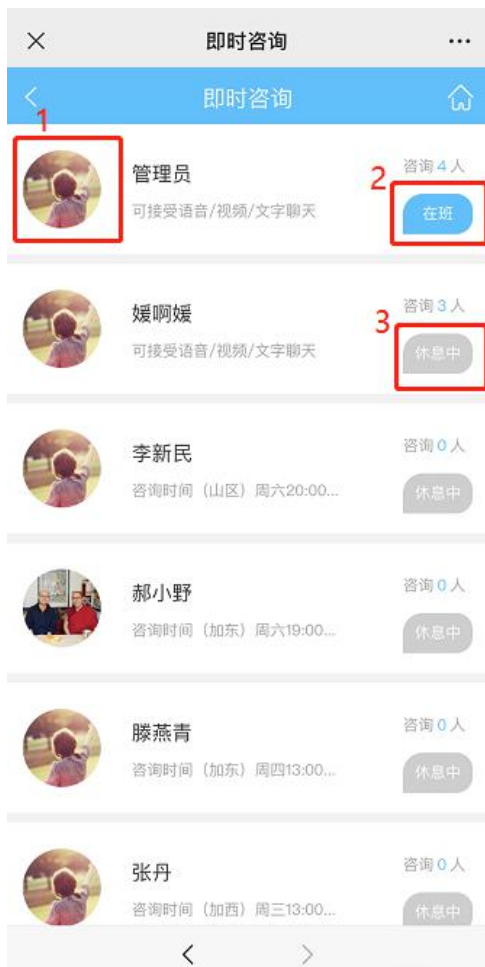 即时咨询
即时咨询
1
管理员
咨询4人
可接受语音/视频/文字聊天
2
在班
媛啊媛
咨询3人
可接受语音/视频/文字聊天
3
休息中
李新民
咨询0人
咨询时间（山区）周六20:00...
休息中
郝小野
咨询0人
咨询时间（加东）周六19:00...
休息中
滕燕青
咨询0人
咨询时间（加东）周四13:00...
休息中
张丹
咨询0人
咨询时间（加西）周三13:00...
休息中